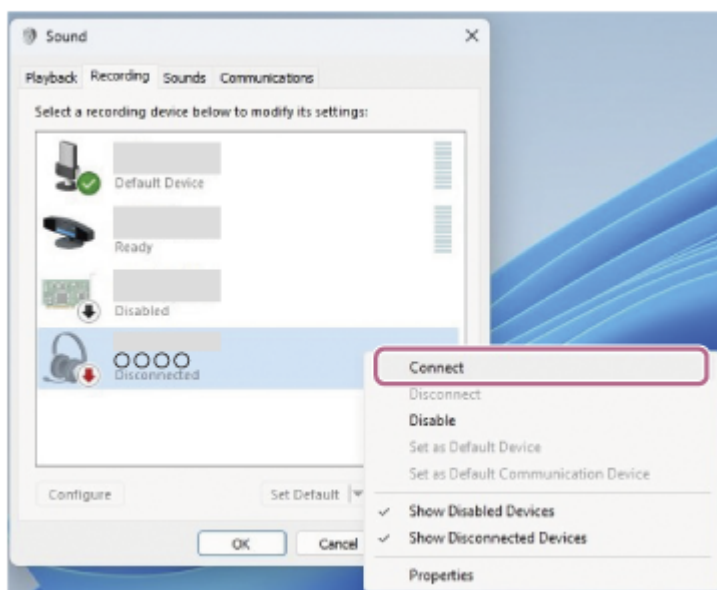 Sound
Playback Recording Sounds Communications
Select a recording device below to modify its settings:
Default Device
Ready
Disabled
○○○○
Disconnected
Configure
Set Default
OK
Cancel
Connect
Disconnect
Disable
Set as Default Device
Set as Default Communication Device
Show Disabled Devices
Show Disconnected Devices
Properties